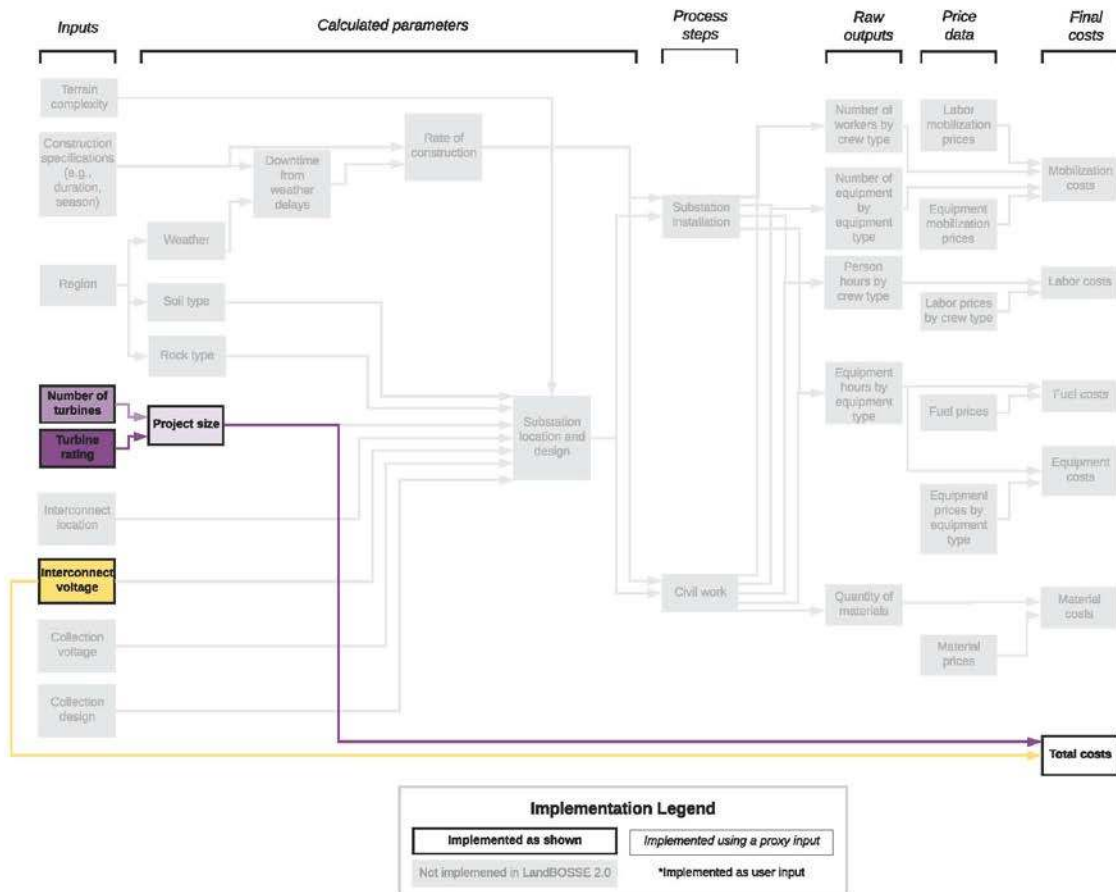 Inputs
Calculated parameters
Process
steps
Raw
outputs
Price
data
Final
costs
Terrain
complexity
Construction
specifications
(e.g.,
duration,
season)
Downtime
from
weather
delays
Rate of
construction
Weather
Region
Soil type
Rock type
Number of
turbines
Turbine
rating
Project size
Interconnect
location
Interconnect
voltage
Collection
voltage
Collection
design
Substation
location and
design
Substation
installation
Civil work
Number of
workers by
crew type
Number of
equipment
by
equipment
type
Person
hours by
crew type
Equipment
hours by
equipment
type
Quantity of
materials
Labor
mobilization
prices
Equipment
mobilization
prices
Labor prices
by crew type
Fuel prices
Equipment
prices by
equipment
type
Material
prices
Mobilization
costs
Labor costs
Fuel costs
Equipment
costs
Material
costs
Total costs
Implementation Legend
Implemented as shown
Implemented using a proxy input
Not implemened in LandBOSSE 2.0
*Implemented as user input